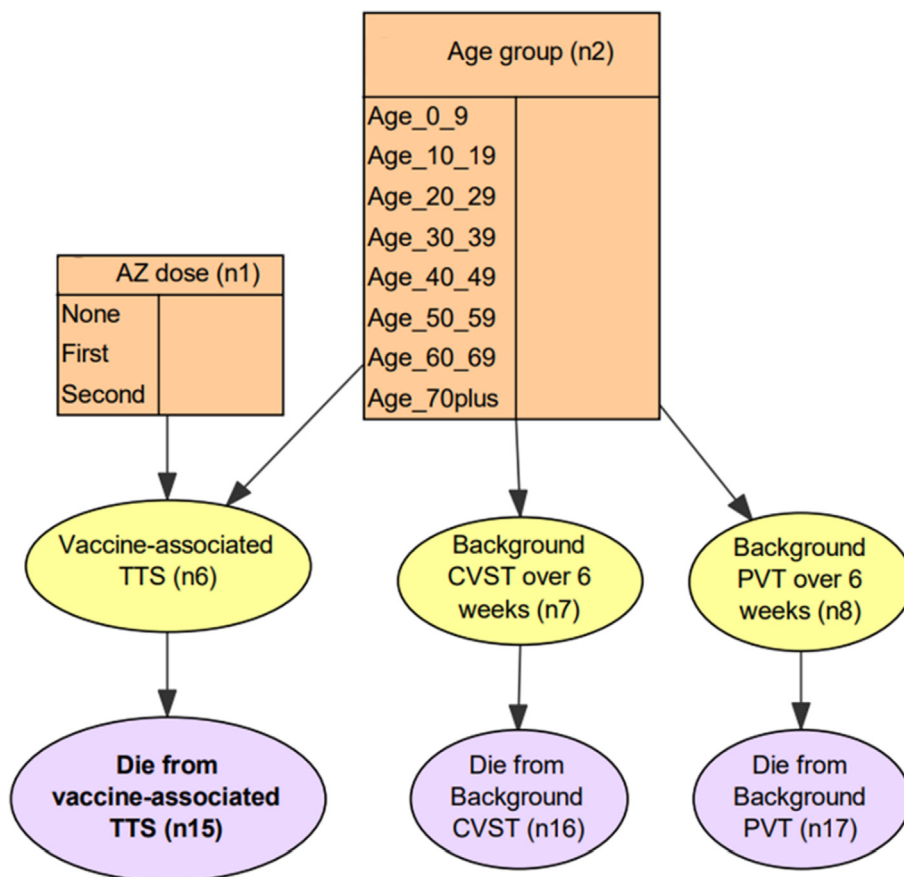 Age group (n2)
Age_0_9
Age_10_19
Age_20_29
Age_30_39
Age_40_49
Age_50_59
Age_60_69
Age_70plus
AZ dose (n1)
None
First
Second
Vaccine-associated
TTS (n6)
Background
CVST over 6
weeks (n7)
Background
PVT over 6
weeks (n8)
Die from
vaccine-associated
TTS (n15)
Die from
Background
CVST (n16)
Die from
Background
PVT (n17)